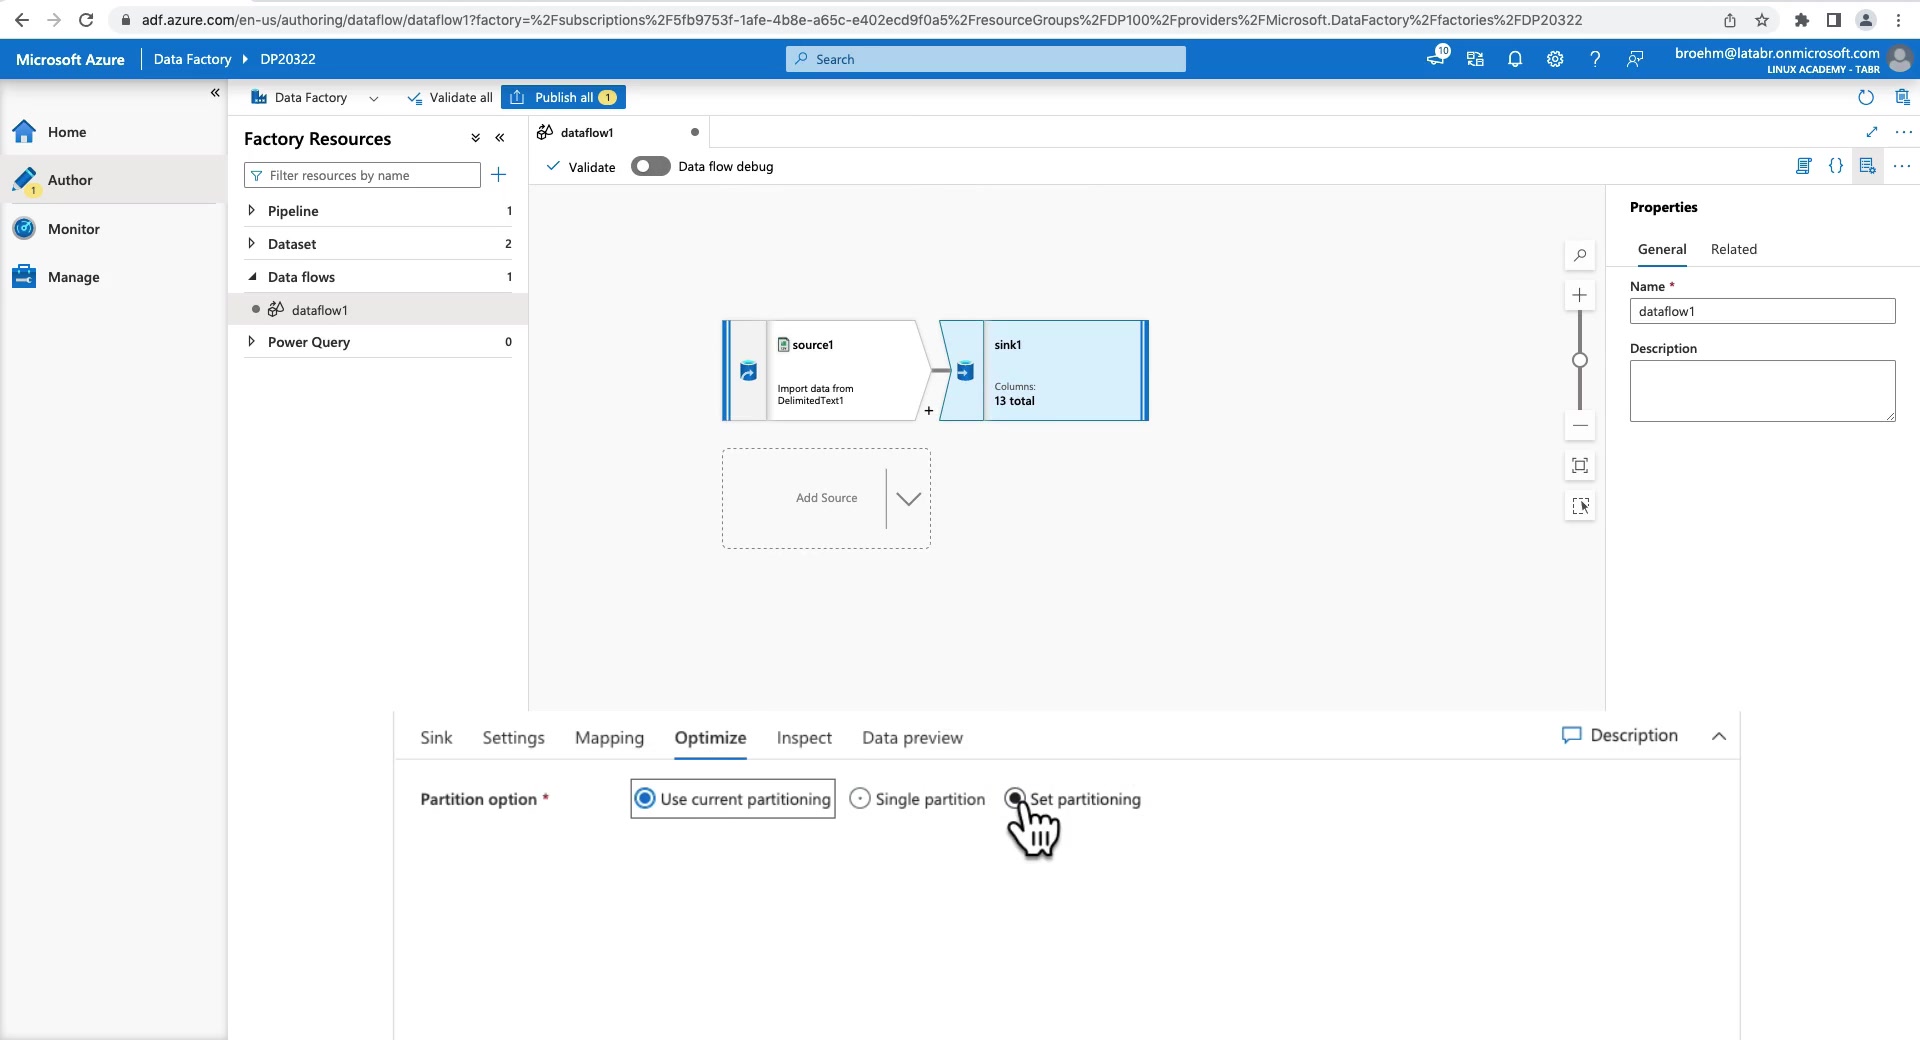 adf.azure.com/en-us/authoring/dataflow/dataflow1?factory=%2Fsubscriptions%2F5fb9753f-1afe-4b8e-a65c-e402ecd9f0a5%2FresourceGroups%2FDP100%2Fproviders%2FMicrosoft.DataFactory%2Ffactories%2FDP20322
Microsoft Azure
Data Factory
DP20322
Search
10
broehm@latabr.onmicrosoft.com
LINUX ACADEMY - TABR
Home
Author
1
Monitor
Manage
Data Factory
Validate all
Publish all 1
Factory Resources
Filter resources by name
Pipeline 1
Dataset 2
Data flows 1
dataflow1
Power Query 0
dataflow1
Validate
Data flow debug
source1
Import data from
DelimitedText1
sink1
Columns:
13 total
Add Source
Properties
General Related
Name *
dataflow1
Description
Sink Settings Mapping Optimize Inspect Data preview
Description
Partition option * Use current partitioning Single partition Set partitioning